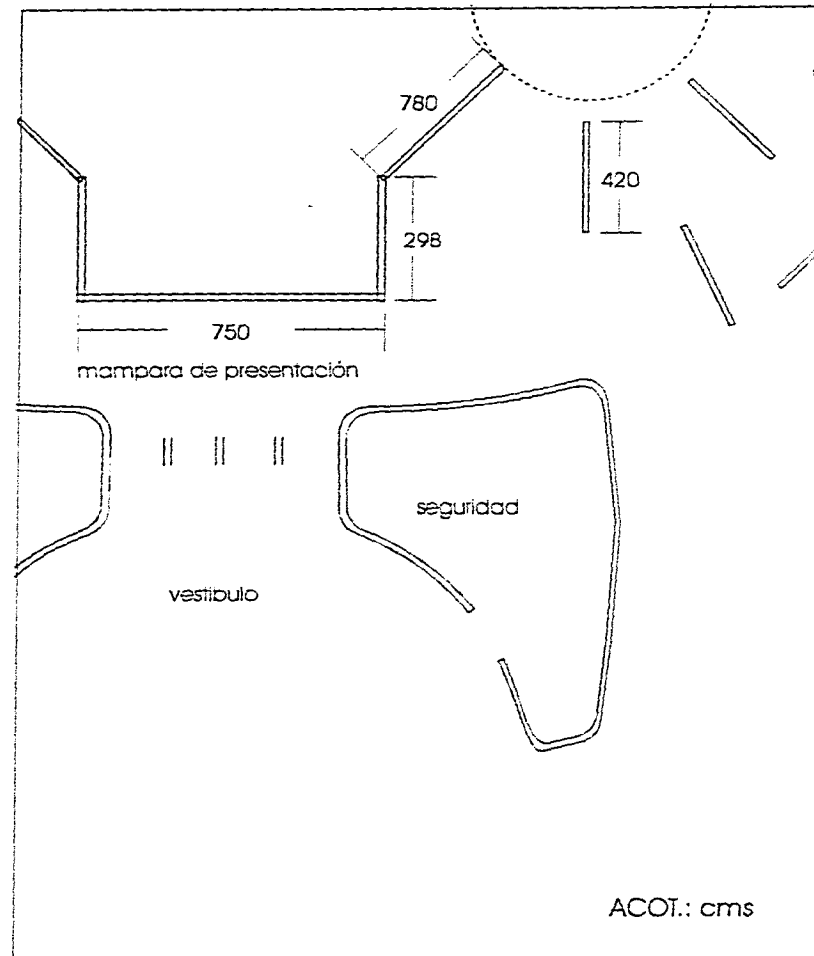 780
420
298
750
mampara de presentación
seguridad
vestibulo
ACOT.: cms